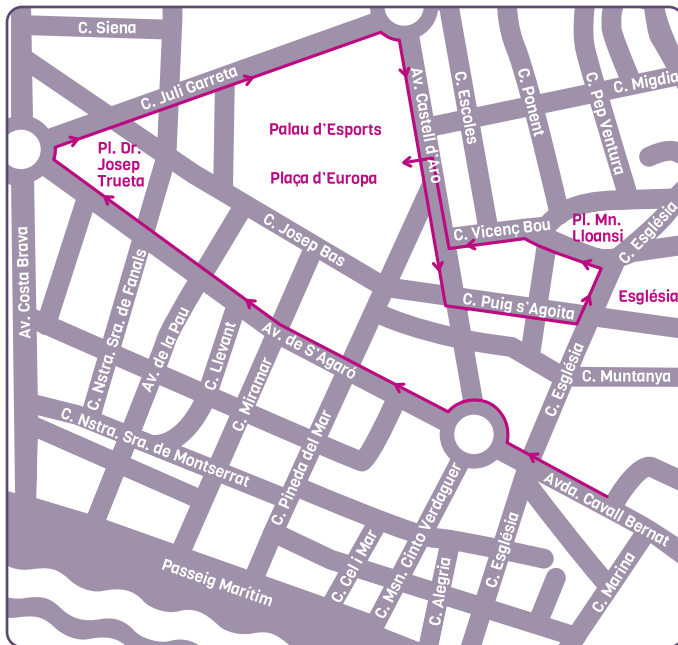 C. Siena
C. Juli Garreta
Av. Castell d'Aro
C. Escoles
C. Ponent
C. Pep Ventura
C. Migdia
Palau d'Esports
Plaça d'Europa
Pl. Dr.
Josep
Trueta
Pl. Mn.
Lloansi
C. Església
C. Vicenç Bou
C. Josep Bas
Av. Costa Brava
C. Nstra. Sra. de Fanals
Av. de la Pau
C. Llevant
C. Miramar
Av. de S'Agaró
C. Puig s'Agoita
Església
C. Església
C. Muntanya
C. Pineda del Mar
C. Nstra. Sra. de Montserrat
Avda. Cavall Bernat
C. Msn. Cinto Verdaguer
C. Església
C. Cel i Mar
C. Alegria
C. Marina
Passeig Marítim